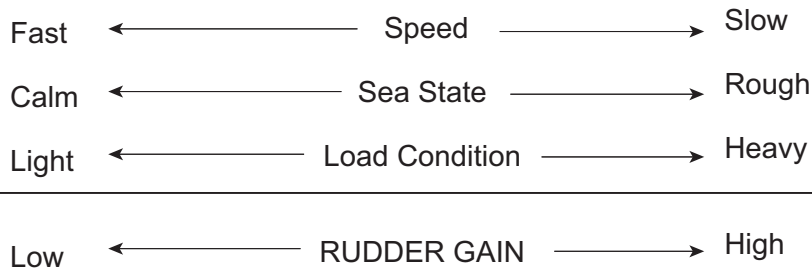 Fast Speed Slow
Calm Sea State Rough
Light Load Condition Heavy
Low RUDDER GAIN High